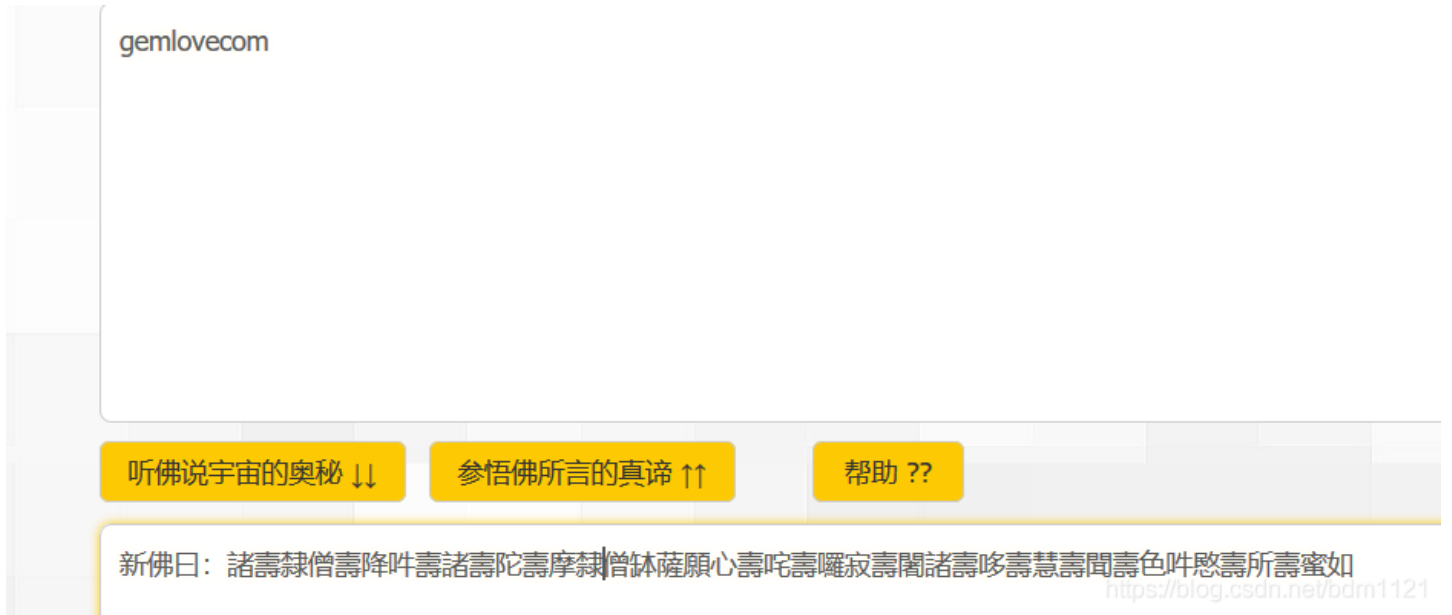 gemlovecom
听佛说宇宙的奥秘 ↓↓ 参悟佛所言的真谛 ↑↑ 帮助 ??
新佛曰：諸壽隸僧壽降吽壽諸壽陀壽摩隸僧缽薩願心壽咤壽囉寂壽闍諸壽哆壽慧壽聞壽色吽愍壽所壽蜜如
https://blog.csdn.net/bdm1121